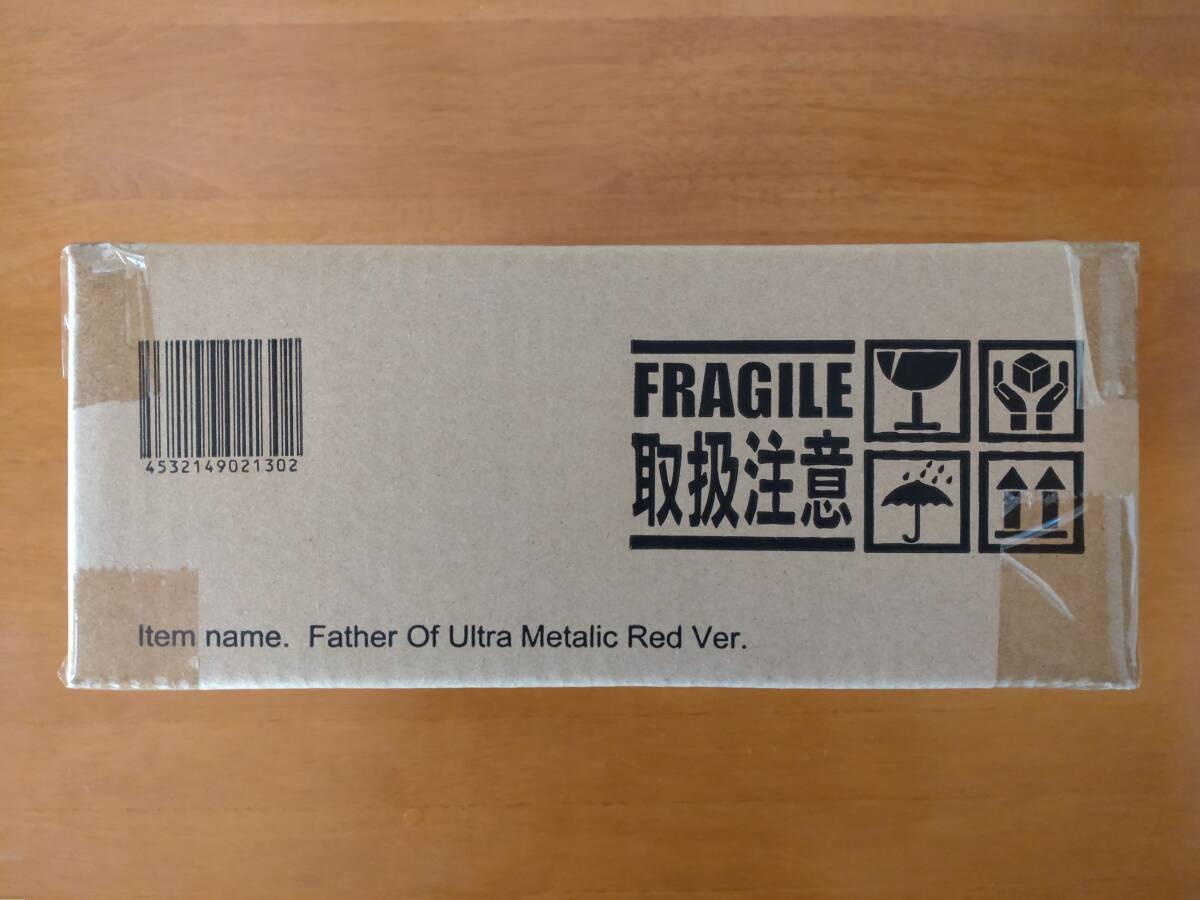 4532149021302
FRAGILE
取扱注意
Item name. Father Of Ultra Metalic Red Ver.